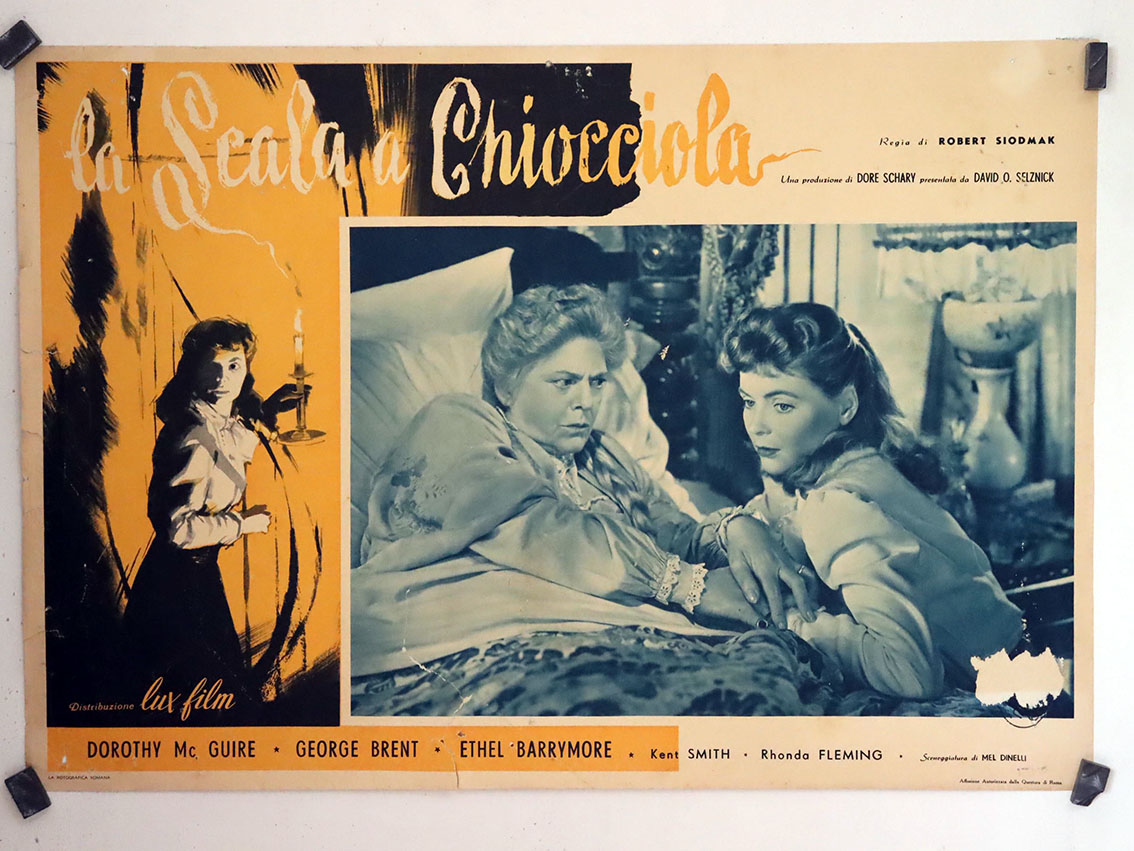 la Scala a Chiocciola
Regia di ROBERT SIODMAK
Una produzione di DORE SCHARY presentata da DAVID O. SELZNICK
Distribuzione lux film
DOROTHY Mc GUIRE * GEORGE BRENT * ETHEL BARRYMORE * Kent SMITH • Rhonda FLEMING • Sceneggiatura di MEL DINELLI
LA ROTOGRAFICA ROMANA
Affissione Autorizzata dalla Questura di Roma